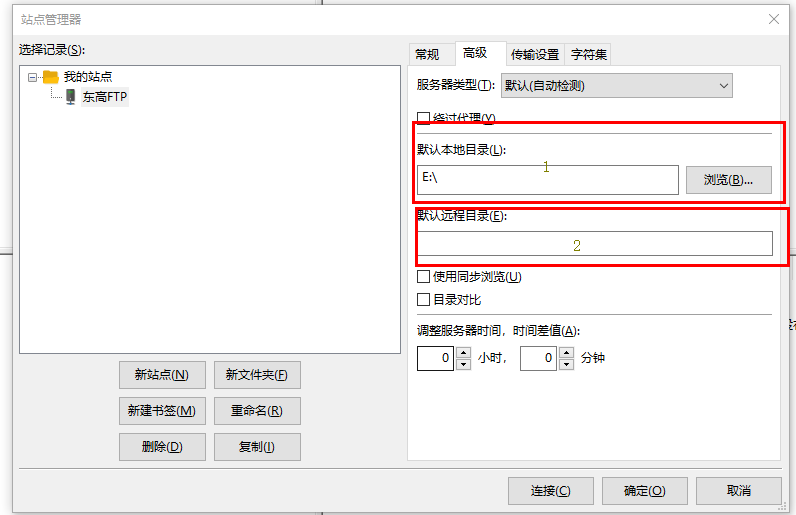 站点管理器
选择记录(S):
我的站点
东高FTP
新站点(N)
新文件夹(F)
新建书签(M)
重命名(R)
删除(D)
复制(I)
常规
高级
传输设置
字符集
服务器类型(T):
默认(自动检测)
绕过代理(Y)
默认本地目录(L):
1
E:\
浏览(B)...
默认远程目录(E):
2
使用同步浏览(U)
目录对比
调整服务器时间，时间差值(A):
0 小时， 0 分钟
连接(C)
确定(O)
取消